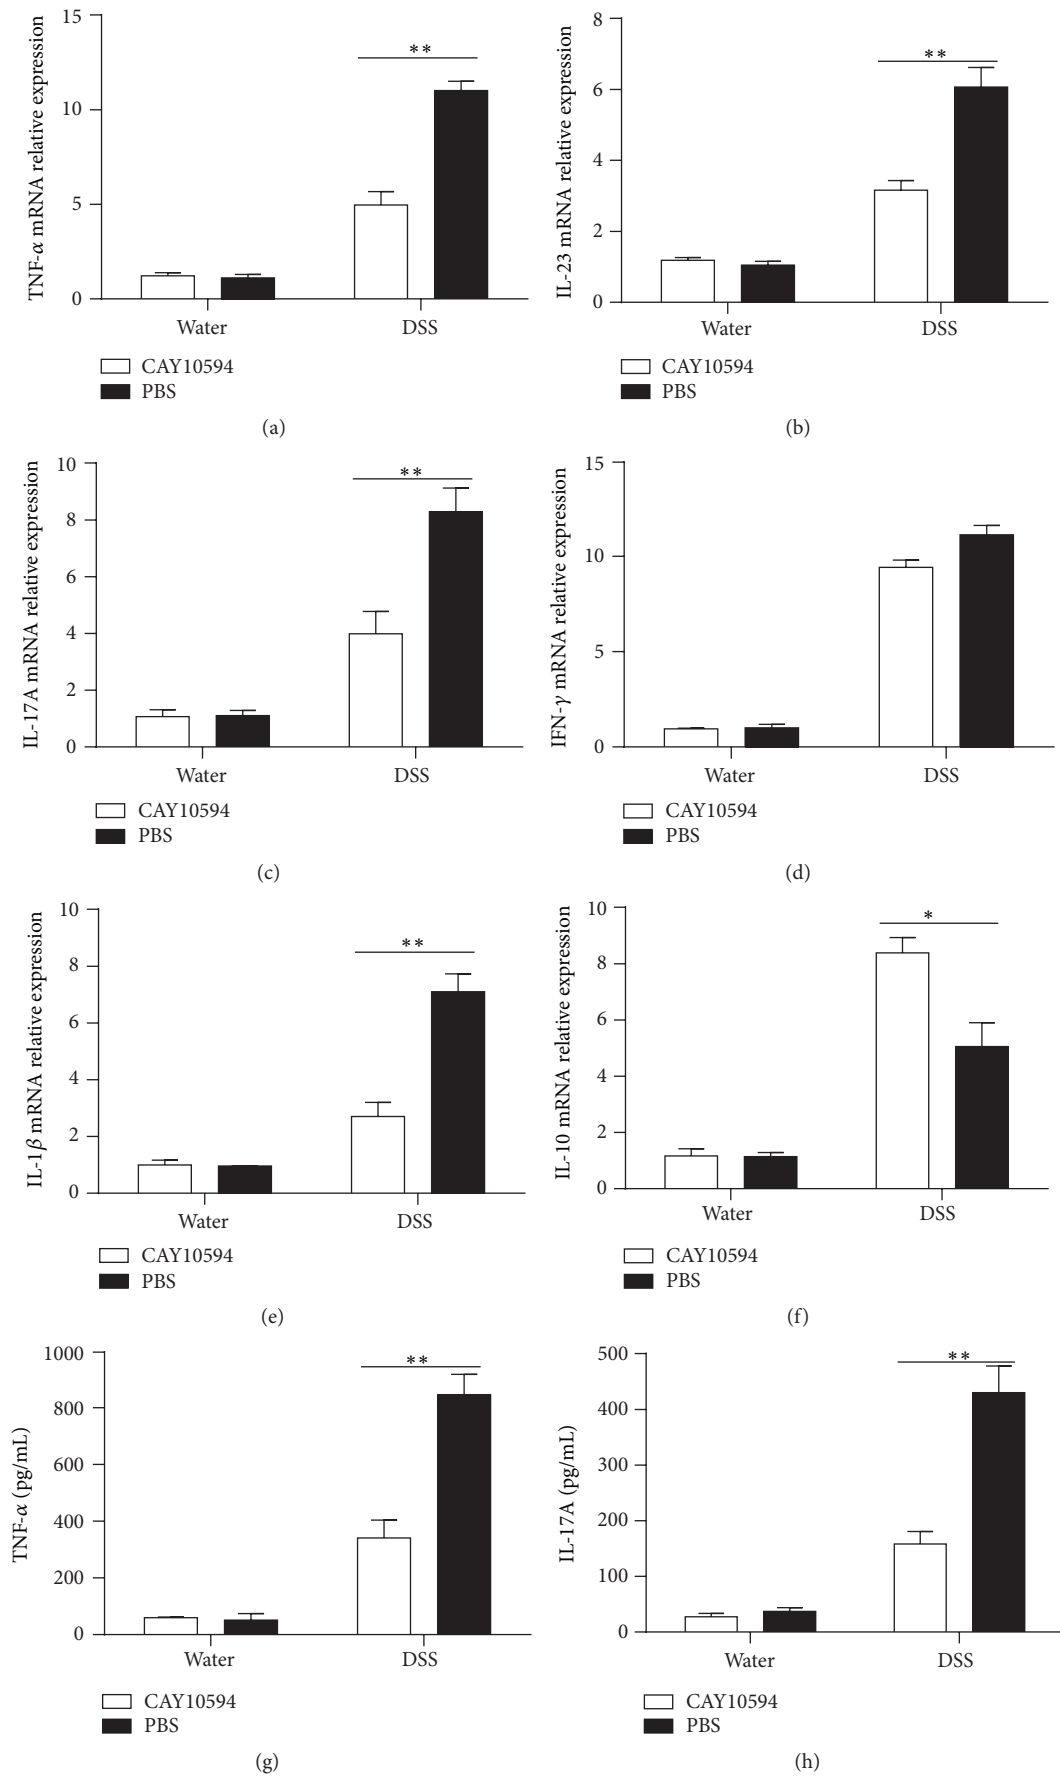 TNF-α mRNA relative expression
15
10
5
0
**
Water
DSS
CAY10594
PBS
(a)
IL-23 mRNA relative expression
8
6
4
2
0
**
Water
DSS
CAY10594
PBS
(b)
IL-17A mRNA relative expression
10
8
6
4
2
0
**
Water
DSS
CAY10594
PBS
(c)
IFN-γ mRNA relative expression
15
10
5
0
Water
DSS
CAY10594
PBS
(d)
IL-1β mRNA relative expression
10
8
6
4
2
0
**
Water
DSS
CAY10594
PBS
(e)
IL-10 mRNA relative expression
10
8
6
4
2
0
*
Water
DSS
CAY10594
PBS
(f)
TNF-α (pg/mL)
1000
800
600
400
200
0
**
Water
DSS
CAY10594
PBS
(g)
IL-17A (pg/mL)
500
400
300
200
100
0
**
Water
DSS
CAY10594
PBS
(h)